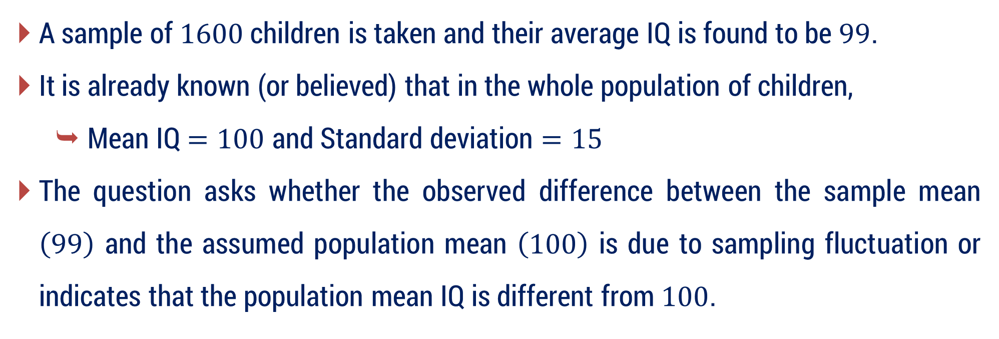 A sample of 1600 children is taken and their average IQ is found to be 99.
It is already known (or believed) that in the whole population of children,
Mean IQ = 100 and Standard deviation = 15
The question asks whether the observed difference between the sample mean
(99) and the assumed population mean (100) is due to sampling fluctuation or
indicates that the population mean IQ is different from 100.